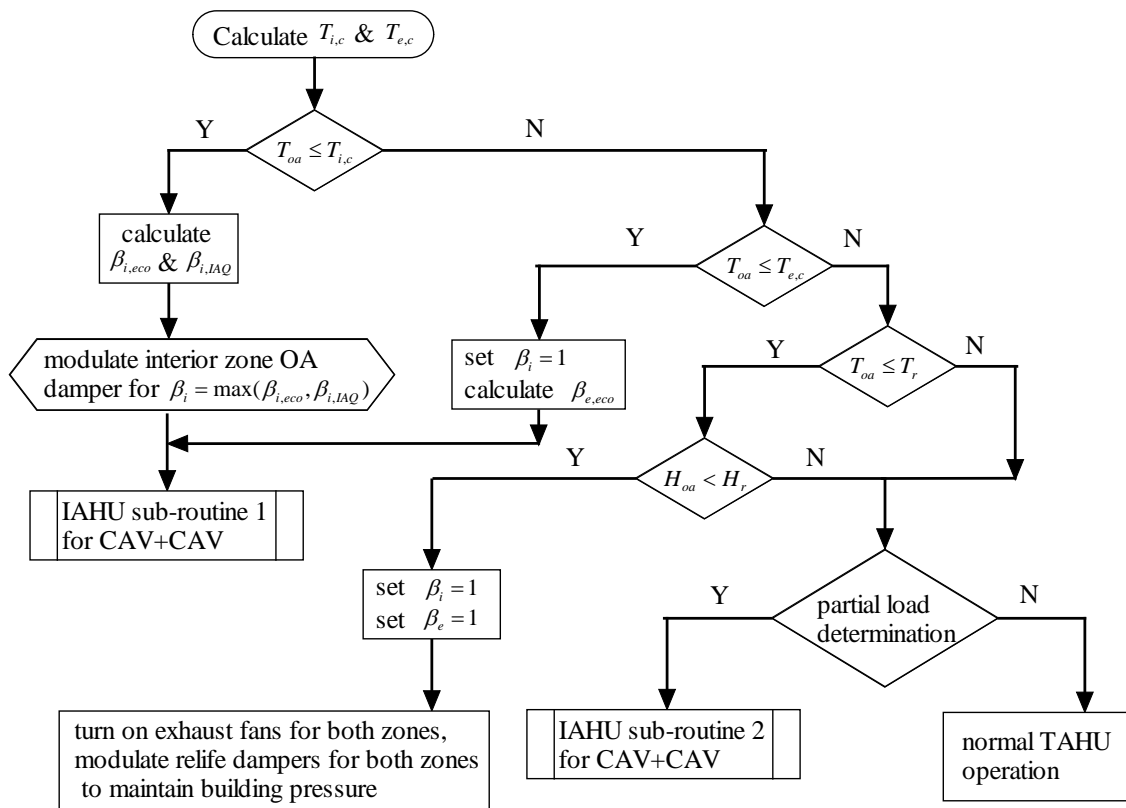 Calculate T_{i,c} & T_{e,c}
Y
N
T_{oa} ≤ T_{i,c}
calculate
β_{i,eco} & β_{i,IAQ}
Y
N
T_{oa} ≤ T_{e,c}
modulate interior zone OA
damper for β_i = max(β_{i,eco}, β_{i,IAQ})
set β_i = 1
calculate β_{e,eco}
Y
N
T_{oa} ≤ T_r
Y
N
H_{oa} < H_r
IAHU sub-routine 1
for CAV+CAV
set β_i = 1
set β_e = 1
Y
N
partial load
determination
turn on exhaust fans for both zones,
modulate relife dampers for both zones
to maintain building pressure
IAHU sub-routine 2
for CAV+CAV
normal TAHU
operation